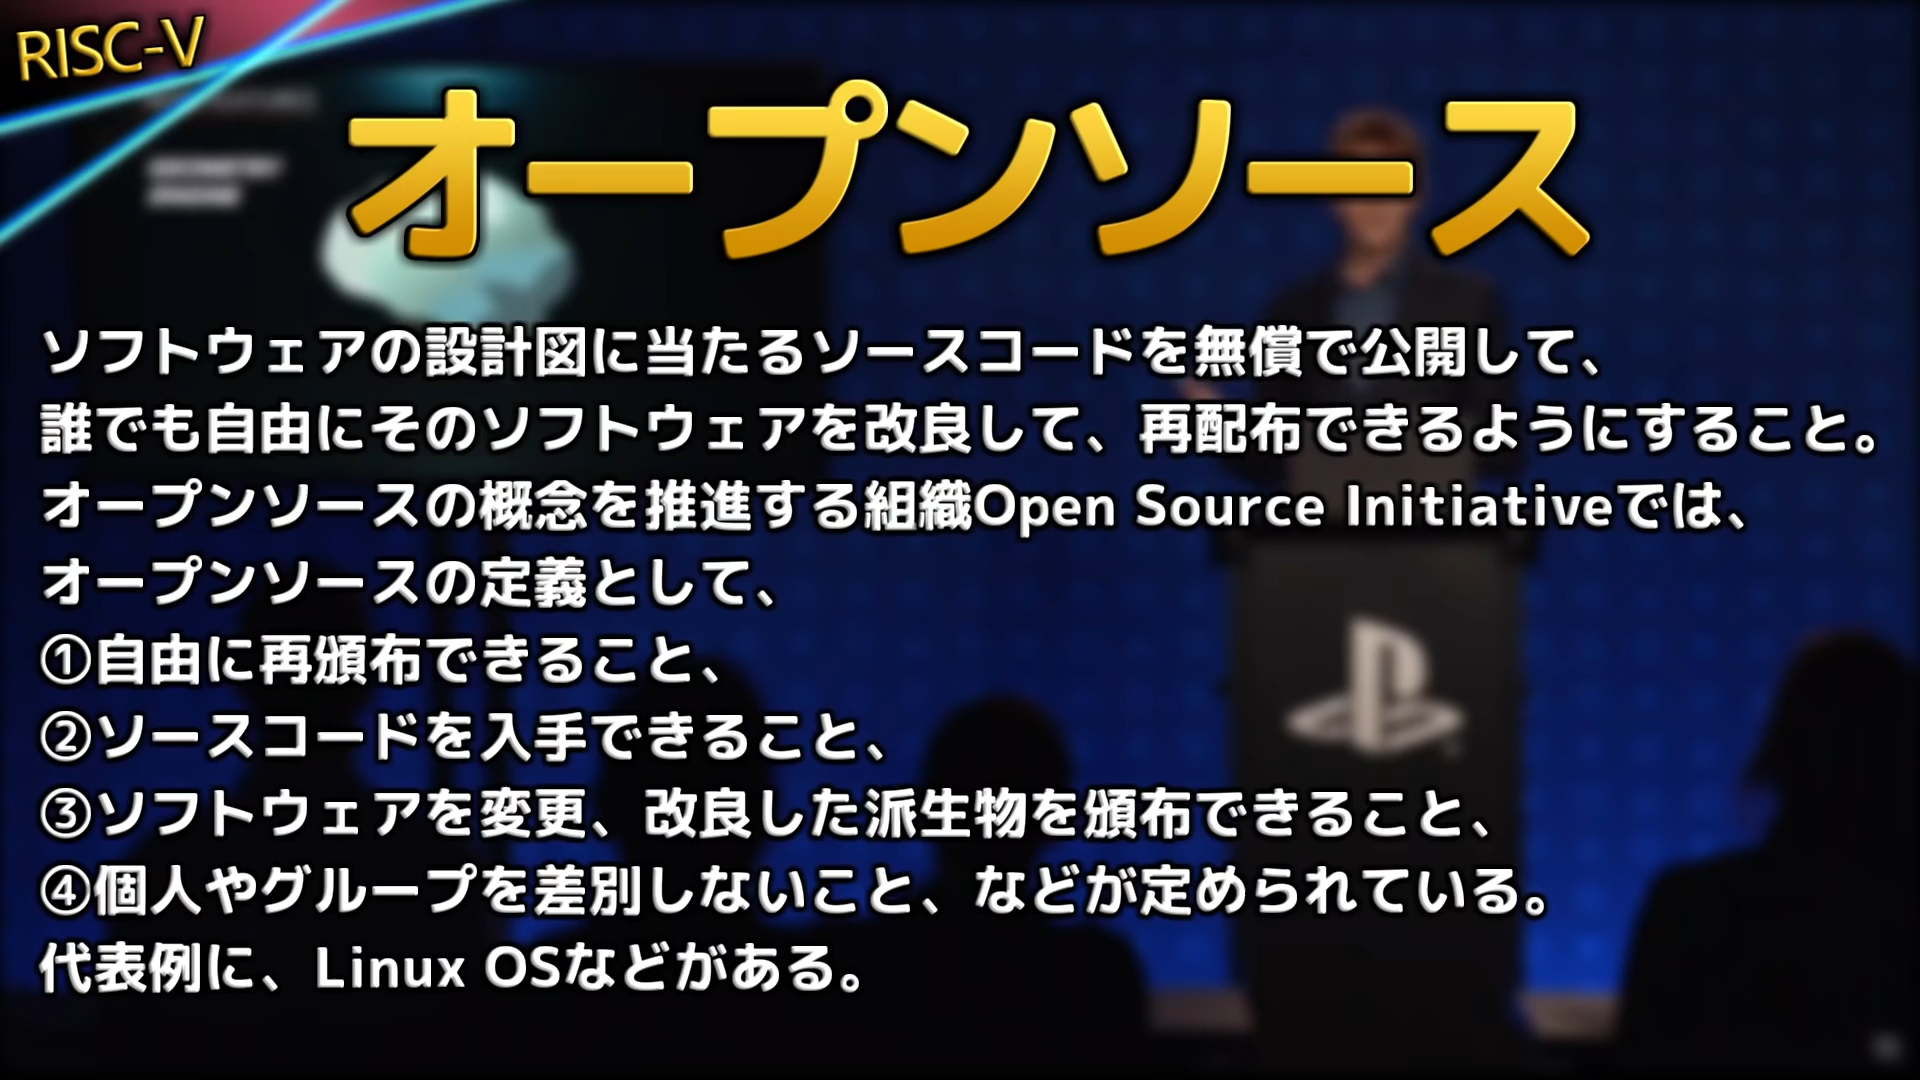 RISC-V
オープンソース
ソフトウェアの設計図に当たるソースコードを無償で公開して、
誰でも自由にそのソフトウェアを改良して、再配布できるようにすること。
オープンソースの概念を推進する組織Open Source Initiativeでは、
オープンソースの定義として、
①自由に再頒布できること、
②ソースコードを入手できること、
③ソフトウェアを変更、改良した派生物を頒布できること、
④個人やグループを差別しないこと、などが定められている。
代表例に、Linux OSなどがある。